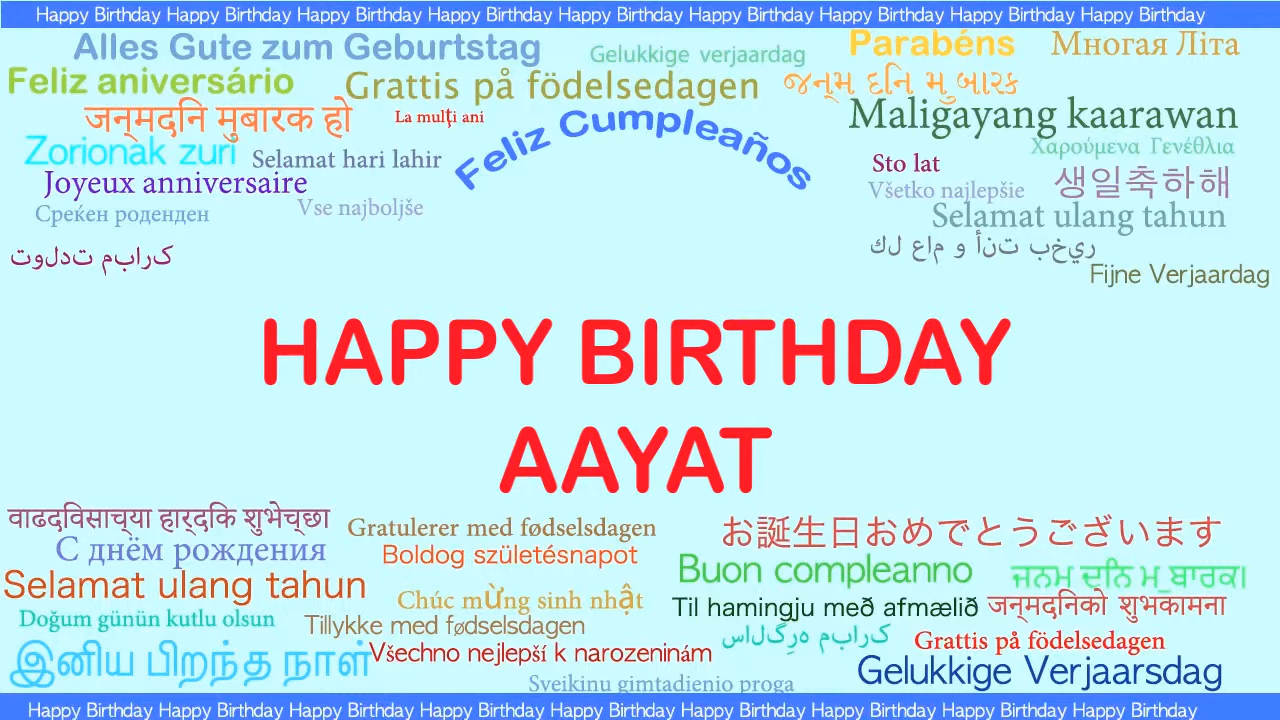 Happy Birthday Happy Birthday Happy Birthday Happy Birthday Happy Birthday Happy Birthday Happy Birthday Happy Birthday Happy Birthday
Alles Gute zum Geburtstag
Gelukkige verjaardag
Parabéns
Многая Літа
Feliz aniversário
Grattis på födelsedagen
જન્મ દિન મુબારક
जन्मदिन मुबारक हो
La mulţi ani
Feliz Cumpleaños
Maligayang kaarawan
Zorionak zuri
Selamat hari lahir
Sto lat
Χαρούμενα Γενέθλια
Joyeux anniversaire
Všetko najlepšie
생일축하해
Среќен роденден
Vse najboljše
Selamat ulang tahun
تولدت مبارک
كل عام و أنت بخير
Fijne Verjaardag
HAPPY BIRTHDAY
AAYAT
वाढदिवसाच्या हार्दिक शुभेच्छा
Gratulerer med fødselsdagen
お誕生日おめでとうございます
С днём рождения
Boldog születésnapot
Buon compleanno
ਜਨਮ ਦਿਨ ਮੁਬਾਰਕ।
Selamat ulang tahun
Chúc mừng sinh nhật
Til hamingju með afmælið
जन्मदिनको शुभकामना
Doğum günün kutlu olsun
Tillykke med fødselsdagen
سالگرہ مبارک
Grattis på födelsedagen
இனிய பிறந்த நாள்
Všechno nejlepší k narozeninám
Gelukkige Verjaarsdag
Sveikinu gimtadienio proga
Happy Birthday Happy Birthday Happy Birthday Happy Birthday Happy Birthday Happy Birthday Happy Birthday Happy Birthday Happy Birthday